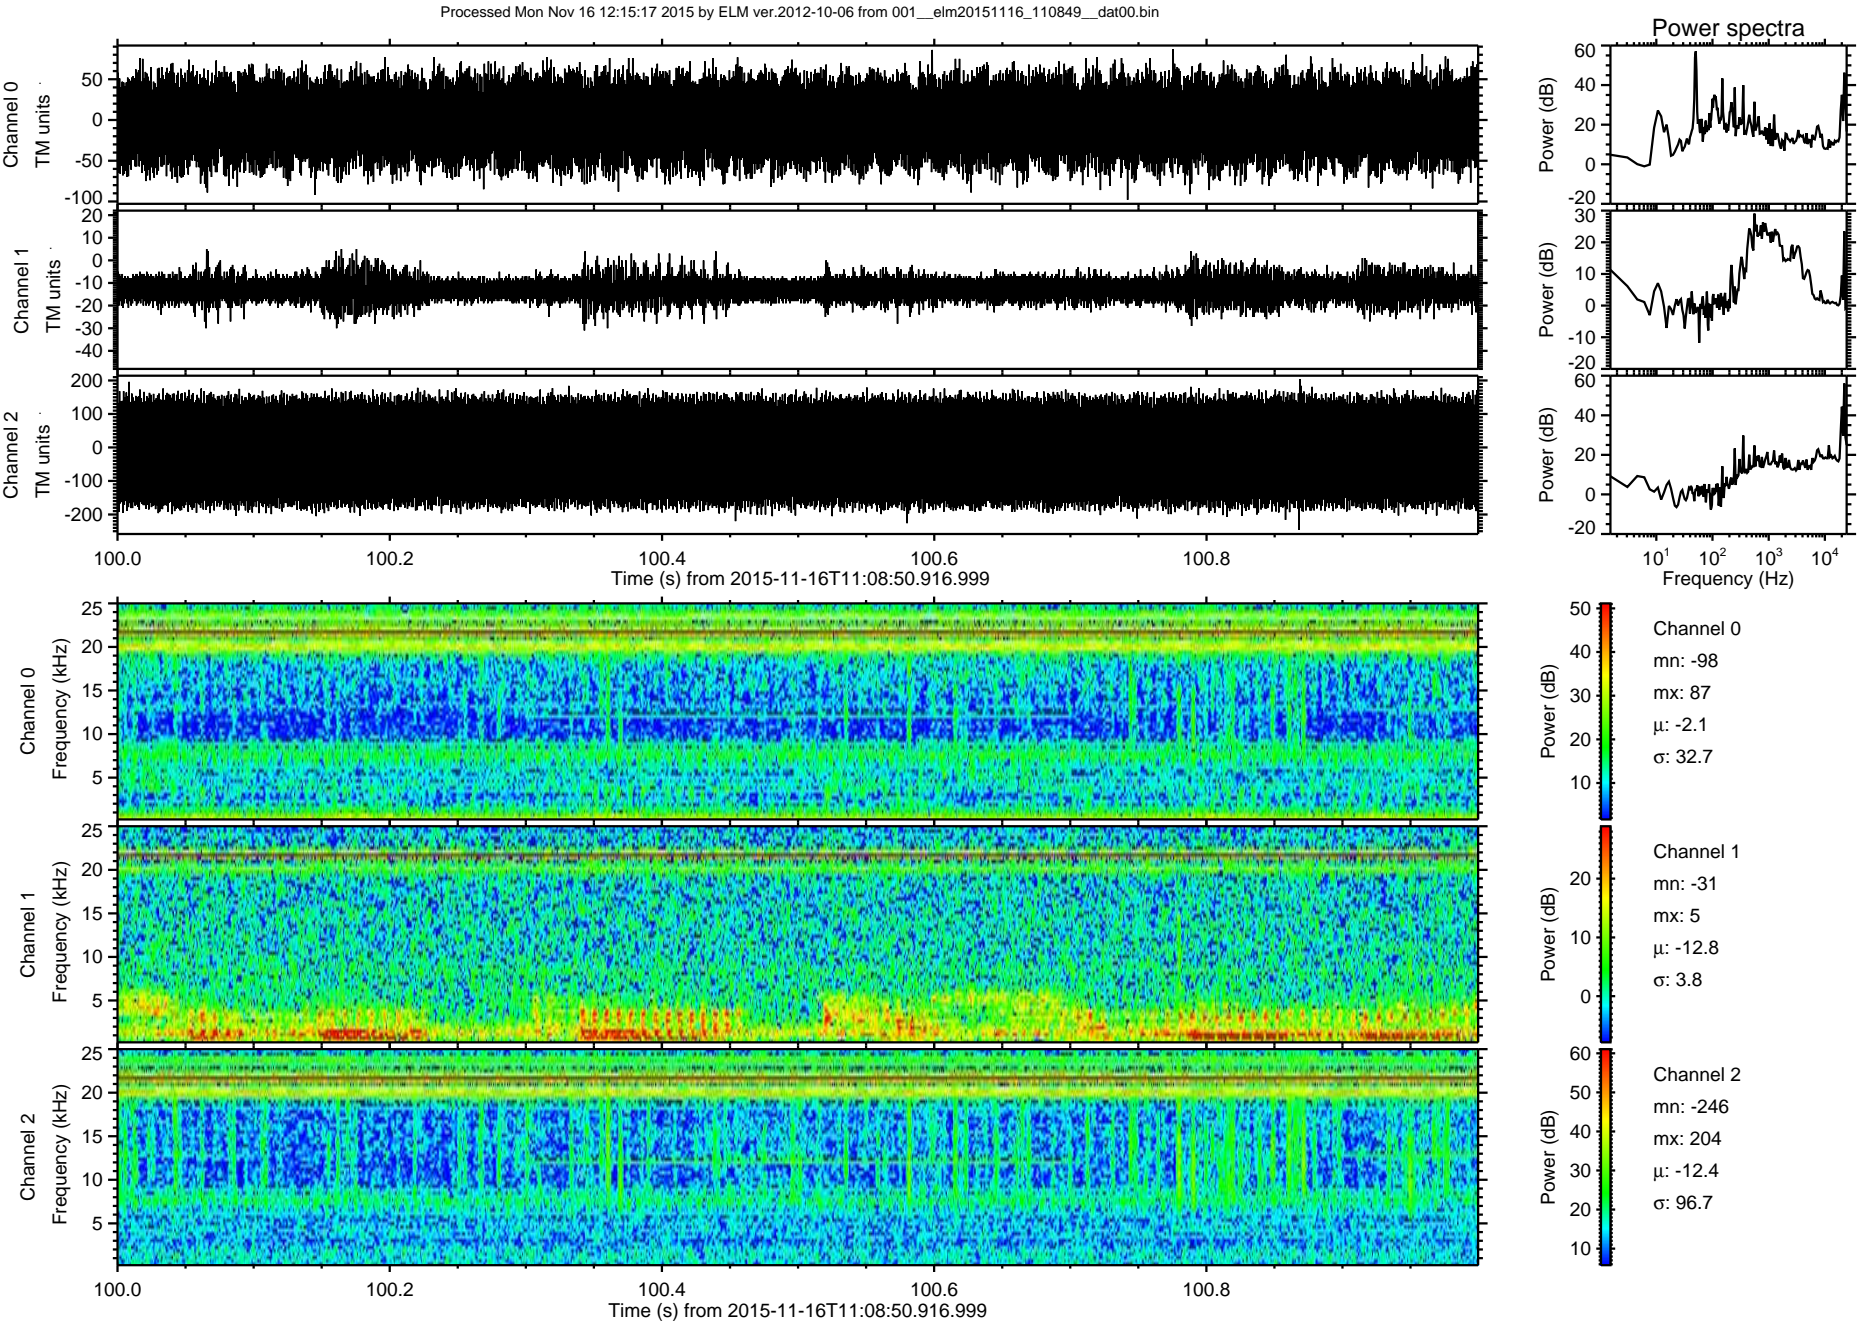 Processed Mon Nov 16 12:15:17 2015 by ELM ver.2012-10-06 from 001__elm20151116_110849__dat00.bin
Power spectra
Channel 0
TM units
50
0
-50
-100
Power (dB)
60
40
20
0
-20
Channel 1
TM units
20
10
0
-10
-20
-30
-40
Power (dB)
30
20
10
0
-10
-20
Channel 2
TM units
200
100
0
-100
-200
Power (dB)
60
40
20
0
-20
100.0 100.2 100.4 100.6 100.8
Time (s) from 2015-11-16T11:08:50.916.999
10^1 10^2 10^3 10^4
Frequency (Hz)
Channel 0
Frequency (kHz)
25
20
15
10
5
Power (dB)
50
40
30
20
10
Channel 0
mn: -98
mx: 87
μ: -2.1
σ: 32.7
Channel 1
Frequency (kHz)
25
20
15
10
5
Power (dB)
20
10
0
Channel 1
mn: -31
mx: 5
μ: -12.8
σ: 3.8
Channel 2
Frequency (kHz)
25
20
15
10
5
Power (dB)
60
50
40
30
20
10
Channel 2
mn: -246
mx: 204
μ: -12.4
σ: 96.7
100.0 100.2 100.4 100.6 100.8
Time (s) from 2015-11-16T11:08:50.916.999